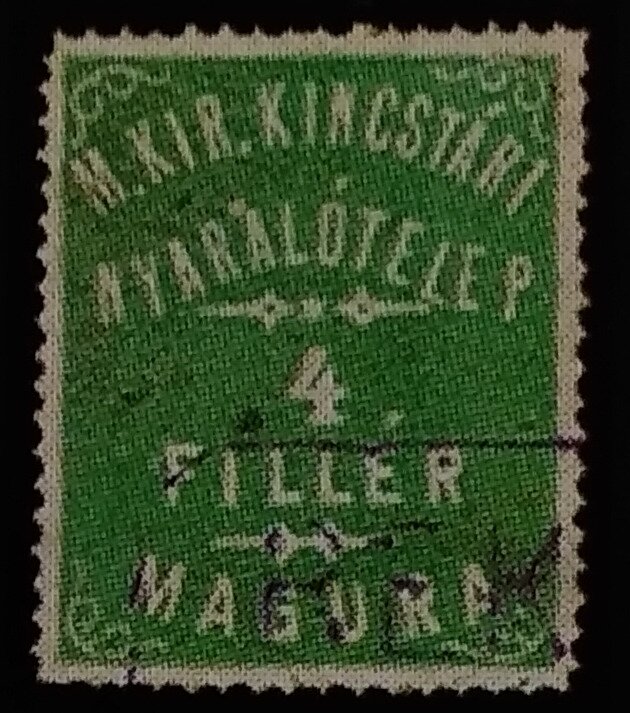 M. KIR. KINCSTÁRI
NYARALÓTELEP
4
FILLÉR
MAGURA